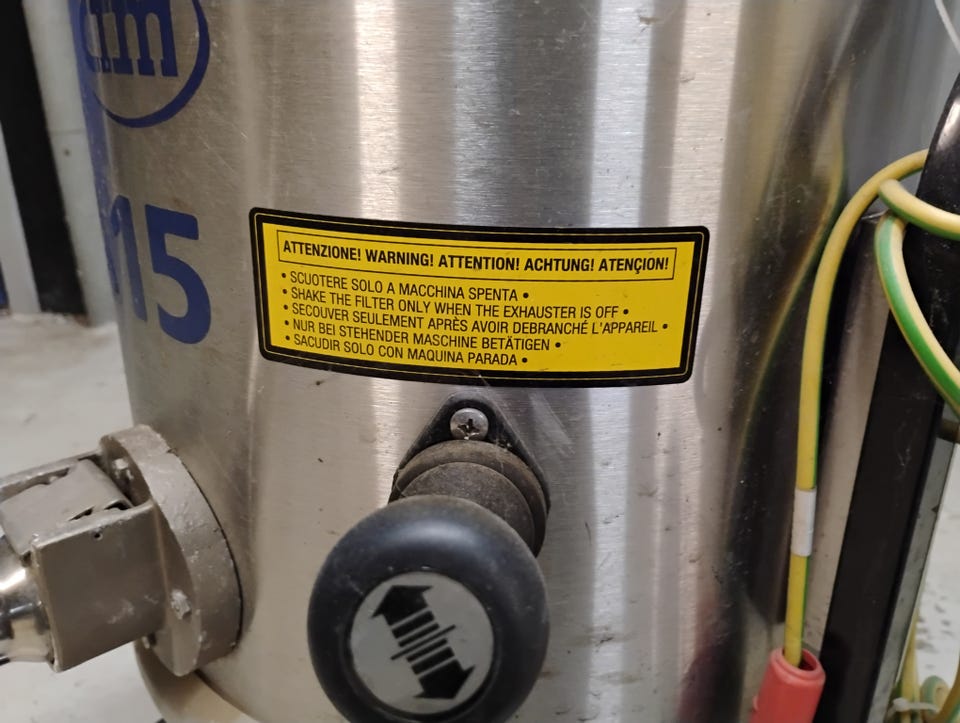 15
ATTENZIONE! WARNING! ATTENTION! ACHTUNG! ATENÇION!
• SCUOTERE SOLO A MACCHINA SPENTA •
• SHAKE THE FILTER ONLY WHEN THE EXHAUSTER IS OFF •
• SECOUVER SEULEMENT APRÈS AVOIR DEBRANCHÉ L'APPAREIL •
• NUR BEI STEHENDER MASCHINE BETÄTIGEN •
• SACUDIR SOLO CON MAQUINA PARADA •